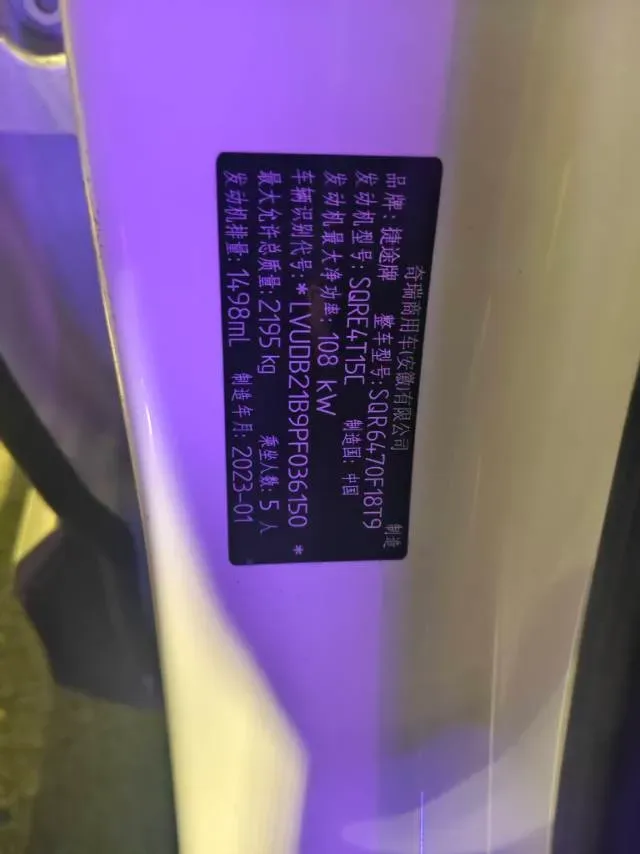 奇瑞商用车(安徽)有限公司 制造
品牌:捷途牌 整车型号:SQR6470F18T9
发动机型号:SQRE4T15C 制造国:中国
发动机最大净功率:108 kW
车辆识别代号:*LVUDB21B9PF036150*
最大允许总质量:2195 kg 乘坐人数:5 人
发动机排量:1498mL 制造年月:2023-01